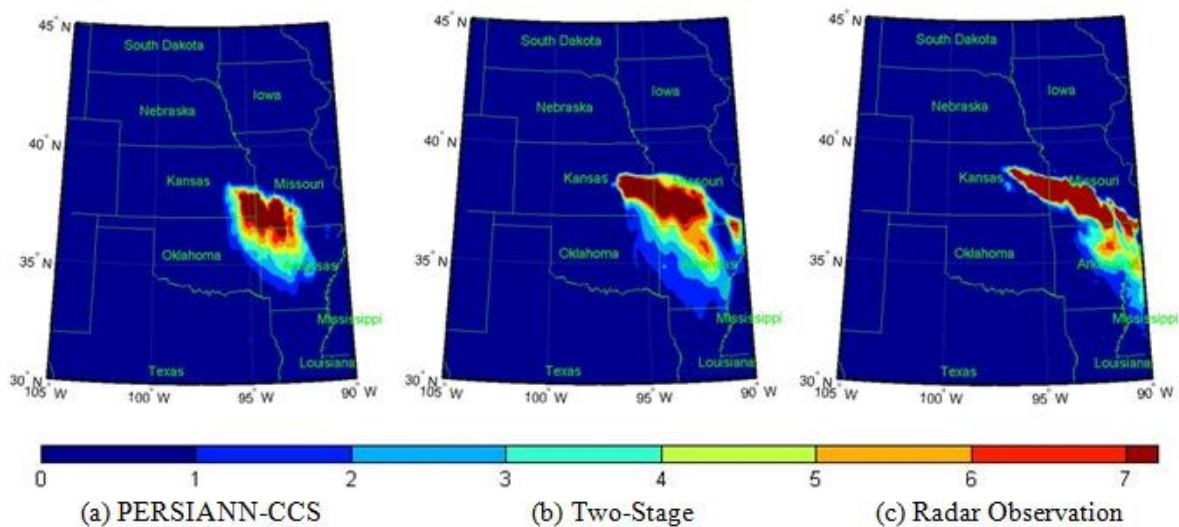 45° N
South Dakota
Iowa
Nebraska
40° N
Kansas
Missouri
Oklahoma
35° N
Mississippi
Texas
Louisiana
30° N
105° W
100° W
95° W
90° W
45° N
South Dakota
Iowa
Nebraska
40° N
Kansas
Oklahoma
35° N
Mississippi
Texas
Louisiana
30° N
105° W
100° W
95° W
90° W
45° N
South Dakota
Iowa
Nebraska
40° N
Kansas
Missouri
Oklahoma
35° N
Mississippi
Texas
Louisiana
30° N
105° W
100° W
95° W
90° W
0 1 2 3 4 5 6 7
(a) PERSIANN-CCS (b) Two-Stage (c) Radar Observation